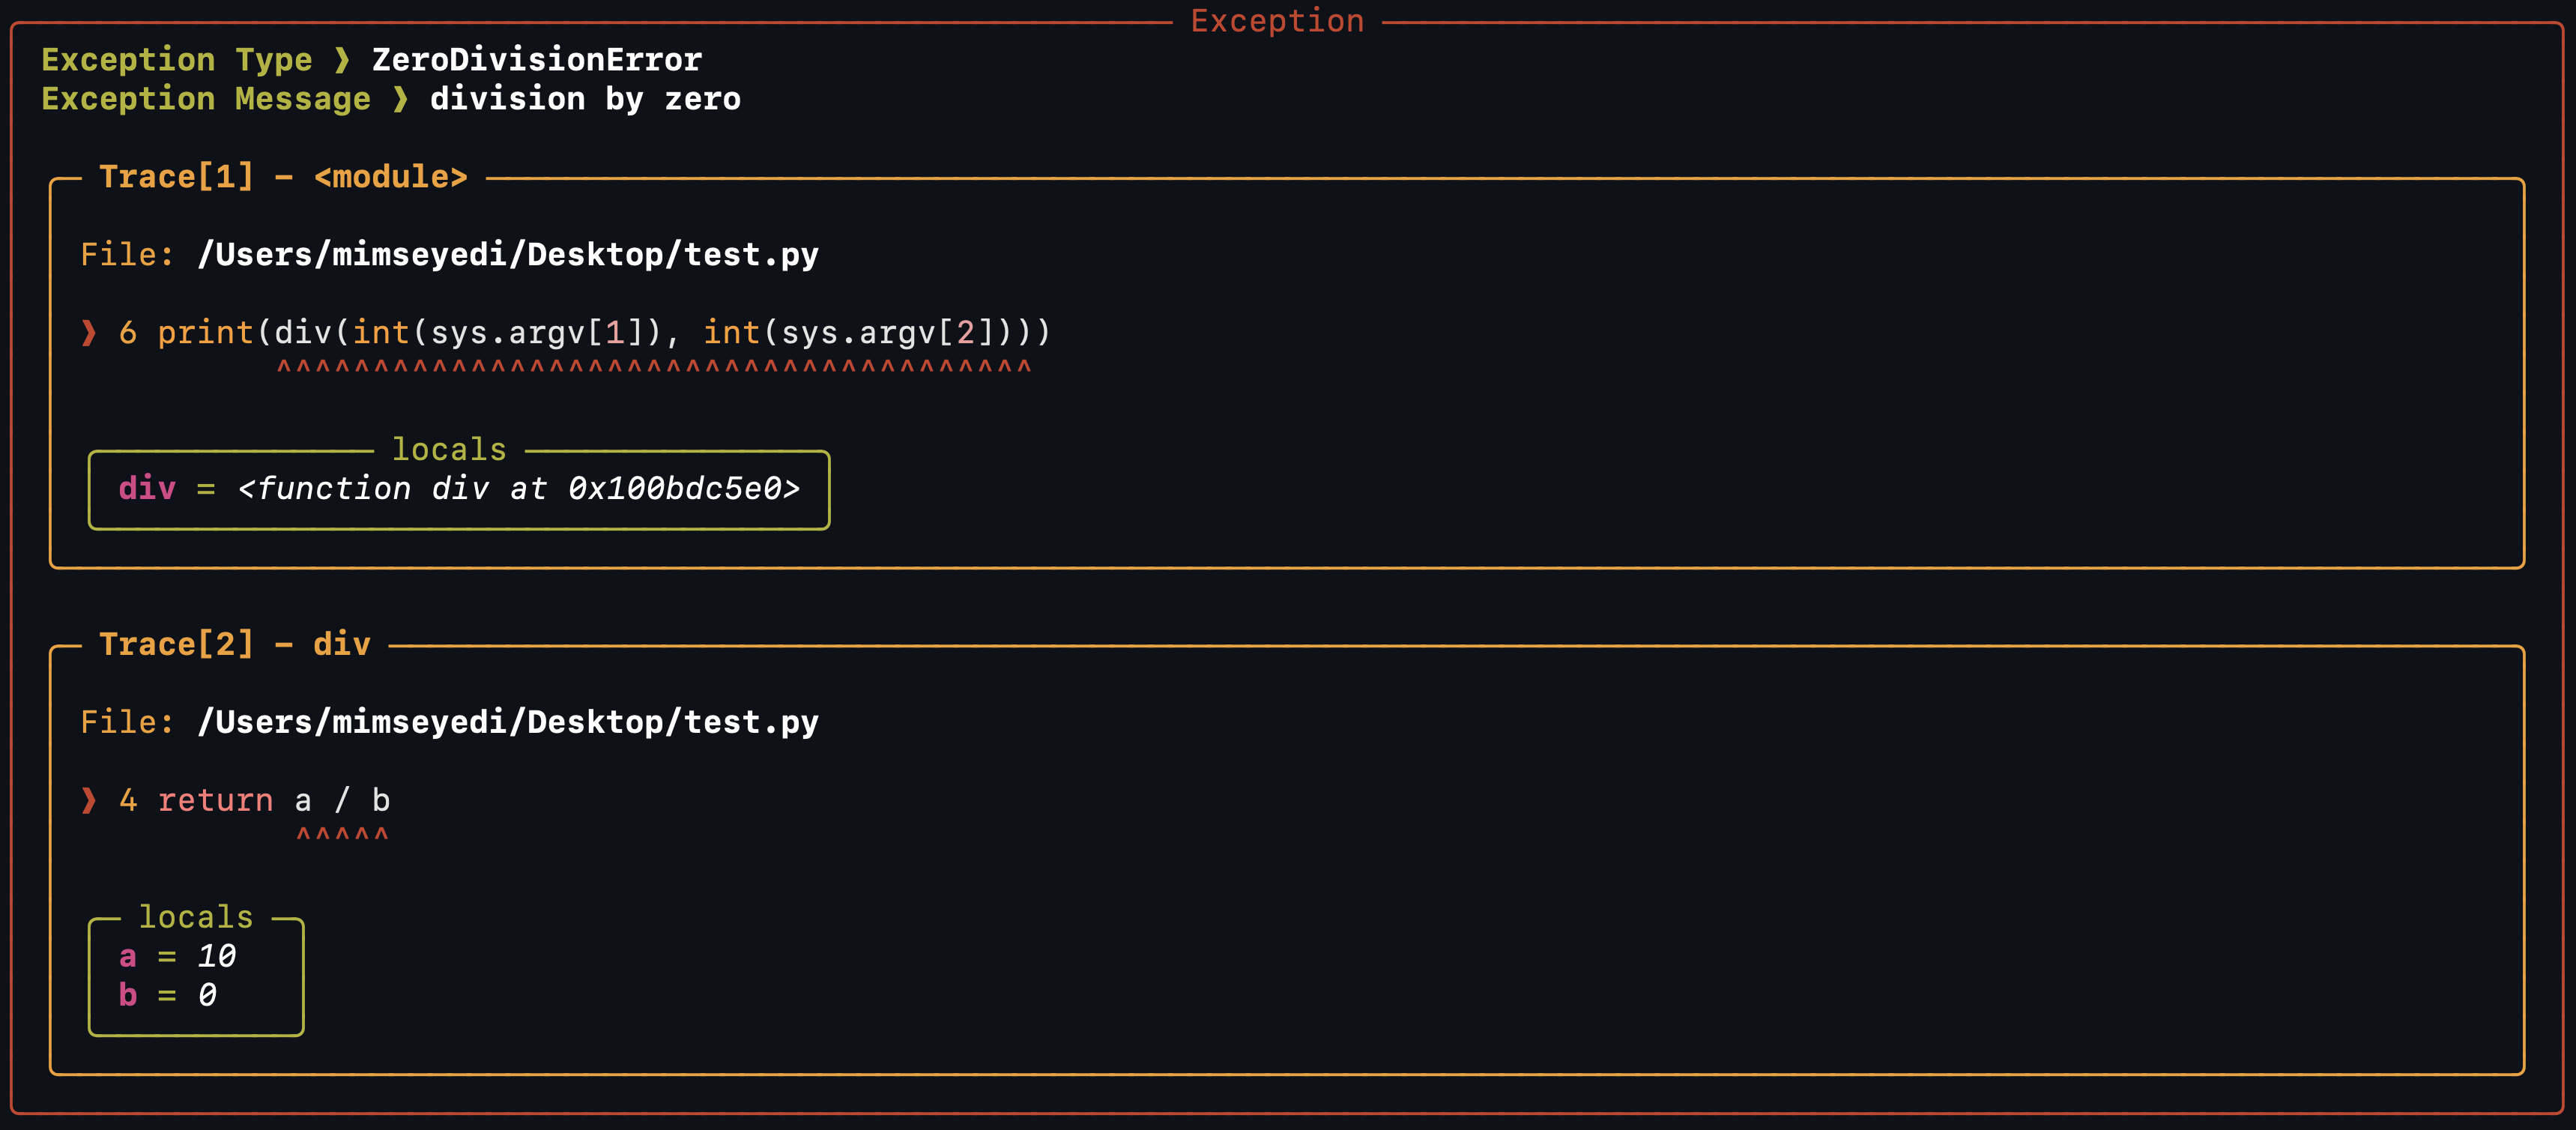 Exception
Exception Type ❱ ZeroDivisionError
Exception Message ❱ division by zero
Trace[1] - <module>
File: /Users/mimseyedi/Desktop/test.py
❱ 6 print(div(int(sys.argv[1]), int(sys.argv[2])))
^^^^^^^^^^^^^^^^^^^^^^^^^^^^^^^^^^^^^^^
locals
div = <function div at 0x100bdc5e0>
Trace[2] - div
File: /Users/mimseyedi/Desktop/test.py
❱ 4 return a / b
^^^^^
locals
a = 10
b = 0